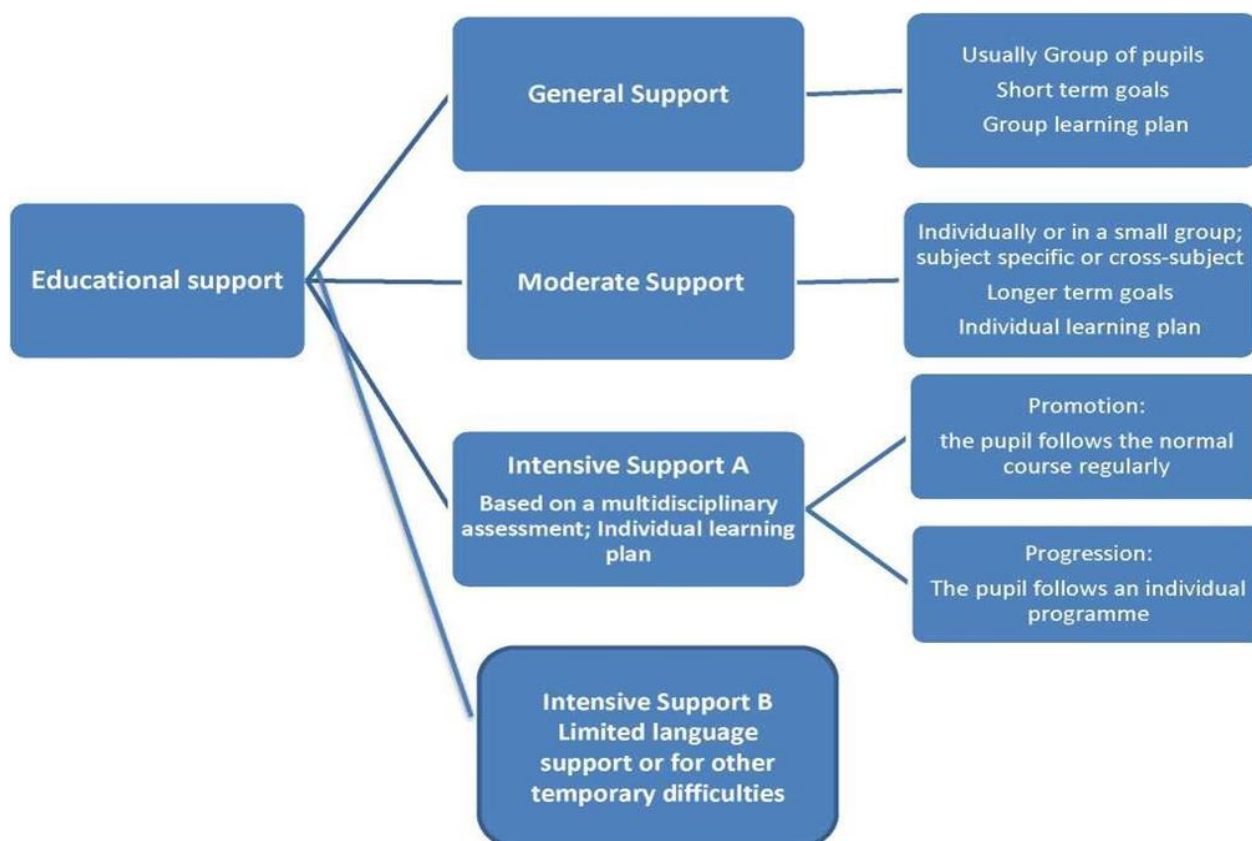 Educational support
General Support
Usually Group of pupils
Short term goals
Group learning plan
Moderate Support
Individually or in a small group;
subject specific or cross-subject
Longer term goals
Individual learning plan
Intensive Support A
Based on a multidisciplinary
assessment; Individual learning
plan
Promotion:
the pupil follows the normal
course regularly
Progression:
The pupil follows an individual
programme
Intensive Support B
Limited language
support or for other
temporary difficulties